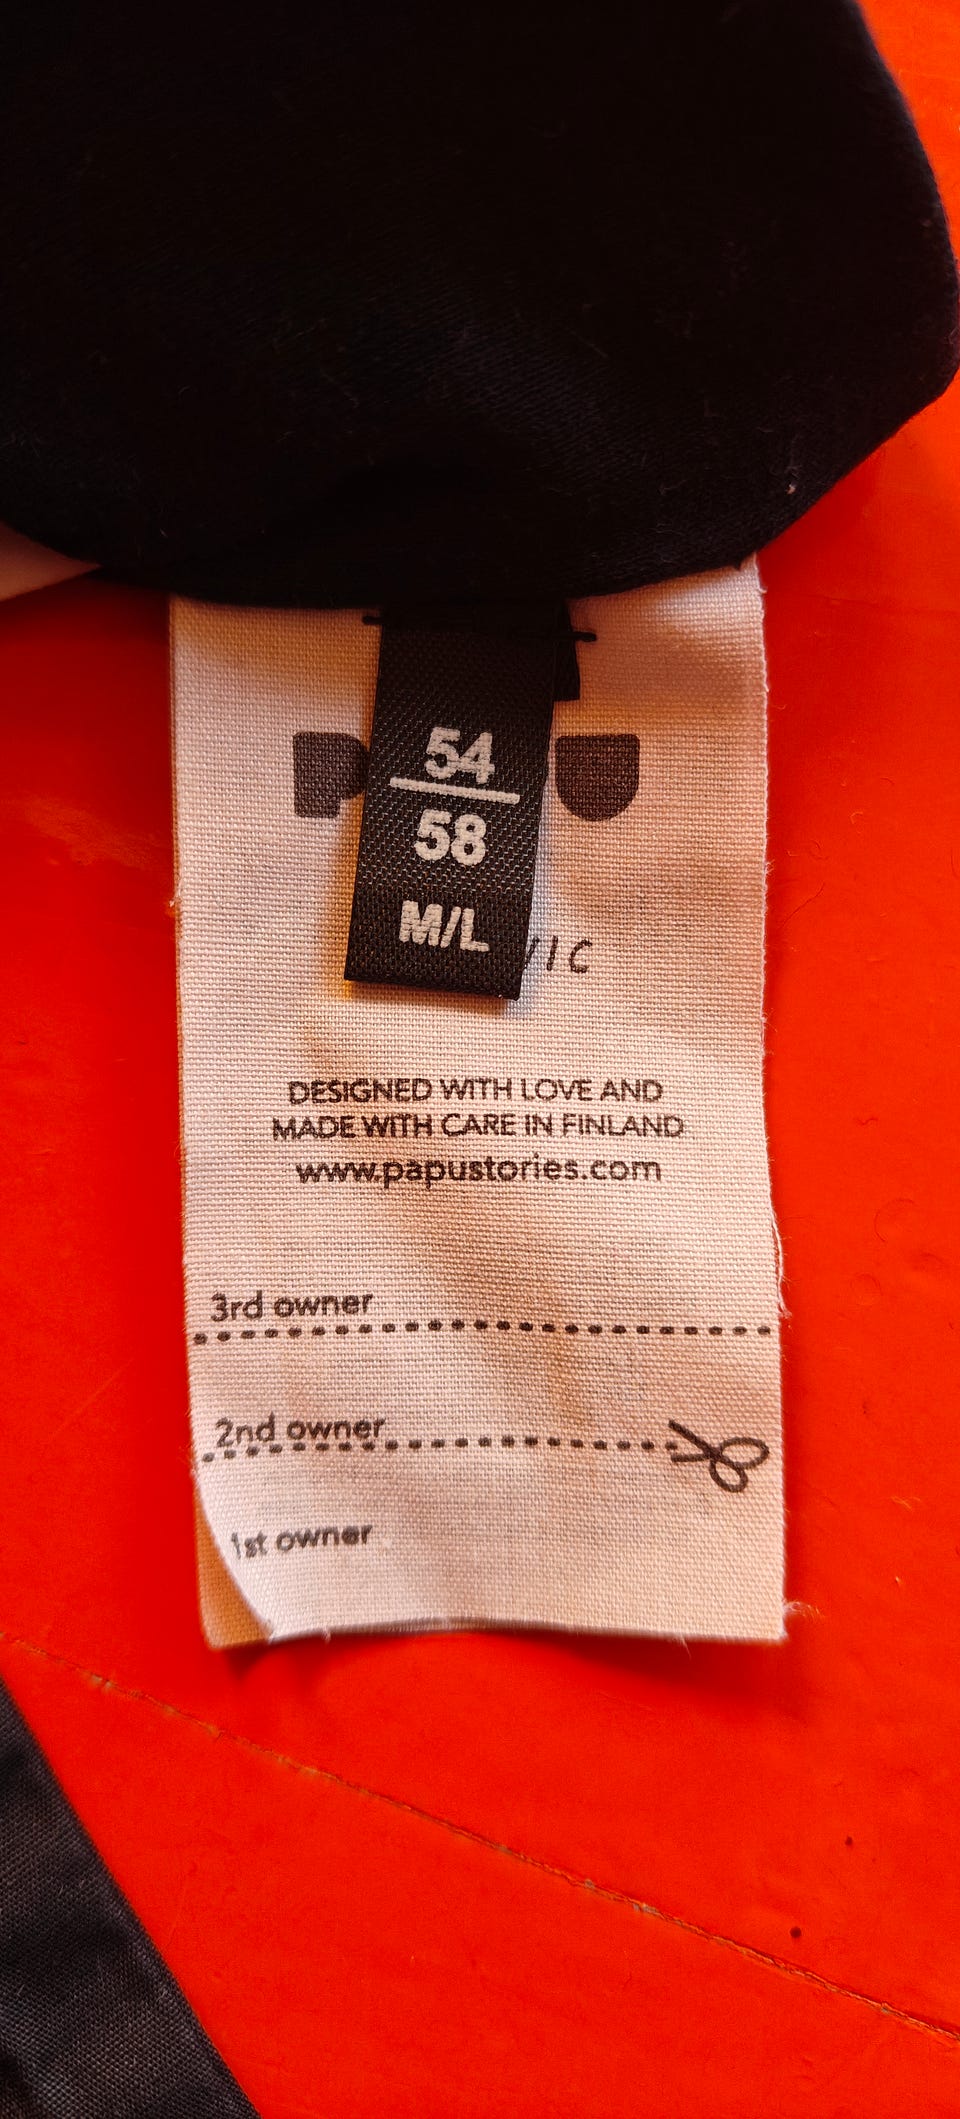 54
58
M/L
DESIGNED WITH LOVE AND
MADE WITH CARE IN FINLAND
www.papustories.com
3rd owner
2nd owner
1st owner